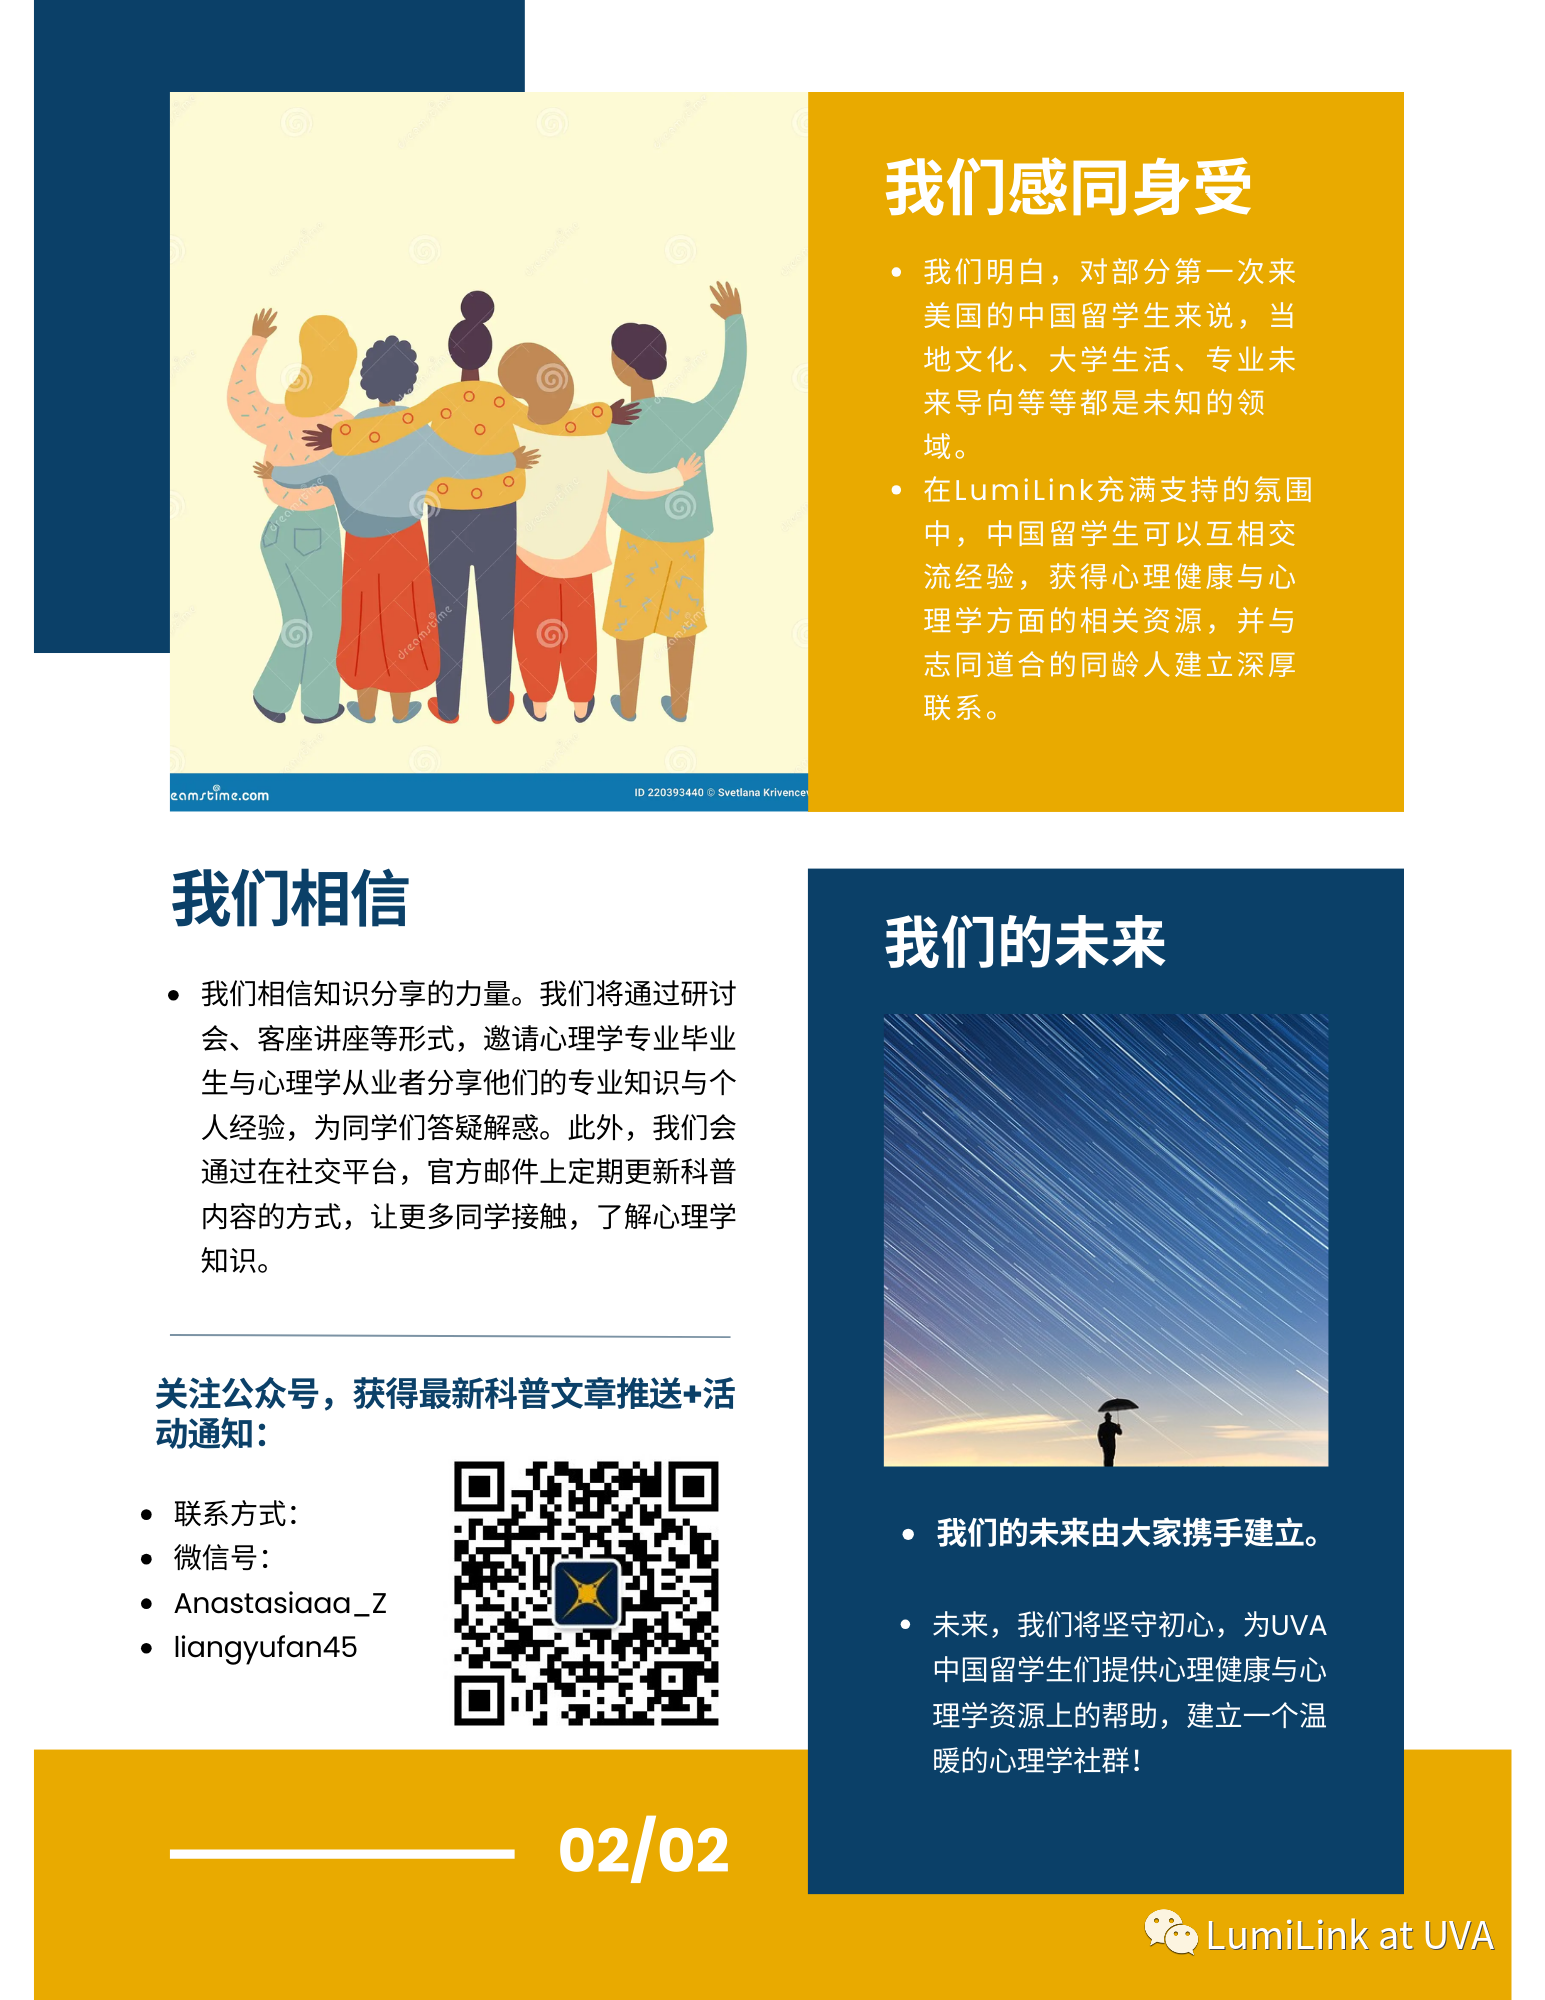 我们感同身受
我们明白，对部分第一次来
美国的中国留学生来说，当
地文化、大学生活、专业未
来导向等等都是未知的领
域。
在LumiLink充满支持的氛围
中，中国留学生可以互相交
流经验，获得心理健康与心
理学方面的相关资源，并与
志同道合的同龄人建立深厚
联系。
eamstime.com
ID 220393440 © Svetlana Krivence
我们相信
我们相信知识分享的力量。我们将通过研讨
会、客座讲座等形式，邀请心理学专业毕业
生与心理学从业者分享他们的专业知识与个
人经验，为同学们答疑解惑。此外，我们会
通过在社交平台，官方邮件上定期更新科普
内容的方式，让更多同学接触，了解心理学
知识。
关注公众号，获得最新科普文章推送+活
动通知：
联系方式：
微信号：
Anastasiaaa_Z
liangyufan45
我们的未来
我们的未来由大家携手建立。
未来，我们将坚守初心，为UVA
中国留学生们提供心理健康与心
理学资源上的帮助，建立一个温
暖的心理学社群！
02/02
LumiLink at UVA